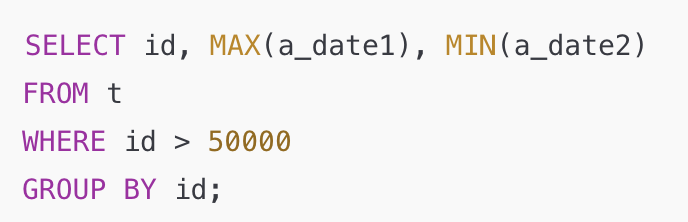 SELECT id, MAX(a_date1), MIN(a_date2)
FROM t
WHERE id > 50000
GROUP BY id;